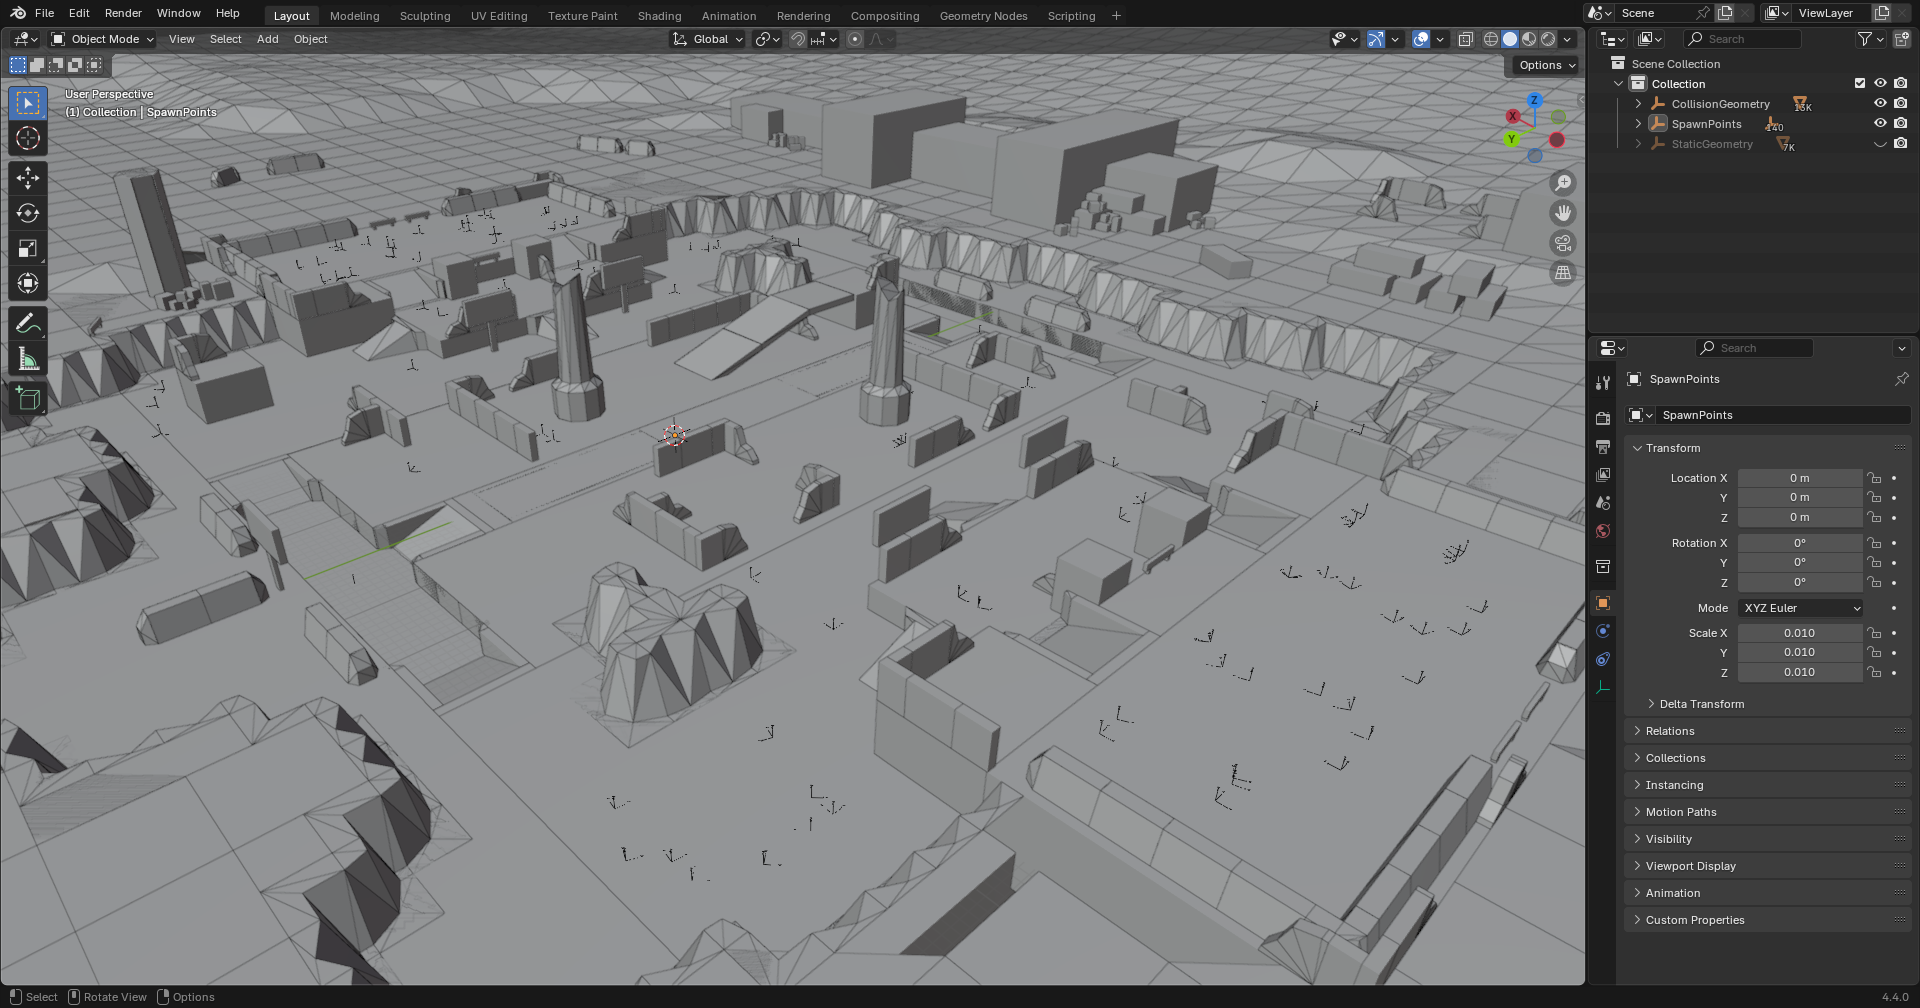 File Edit Render Window Help Layout Modeling Sculpting UV Editing Texture Paint Shading Animation Rendering Compositing Geometry Nodes Scripting + Scene ViewLayer
Object Mode View Select Add Object Global Search
Options
User Perspective
(1) Collection | SpawnPoints
Z
X
Y
Scene Collection
Collection
CollisionGeometry 13K
SpawnPoints 140
StaticGeometry 7K
Search
SpawnPoints
SpawnPoints
Transform
Location X 0 m
Y 0 m
Z 0 m
Rotation X 0°
Y 0°
Z 0°
Mode XYZ Euler
Scale X 0.010
Y 0.010
Z 0.010
Delta Transform
Relations
Collections
Instancing
Motion Paths
Visibility
Viewport Display
Animation
Custom Properties
Select Rotate View Options 4.4.0